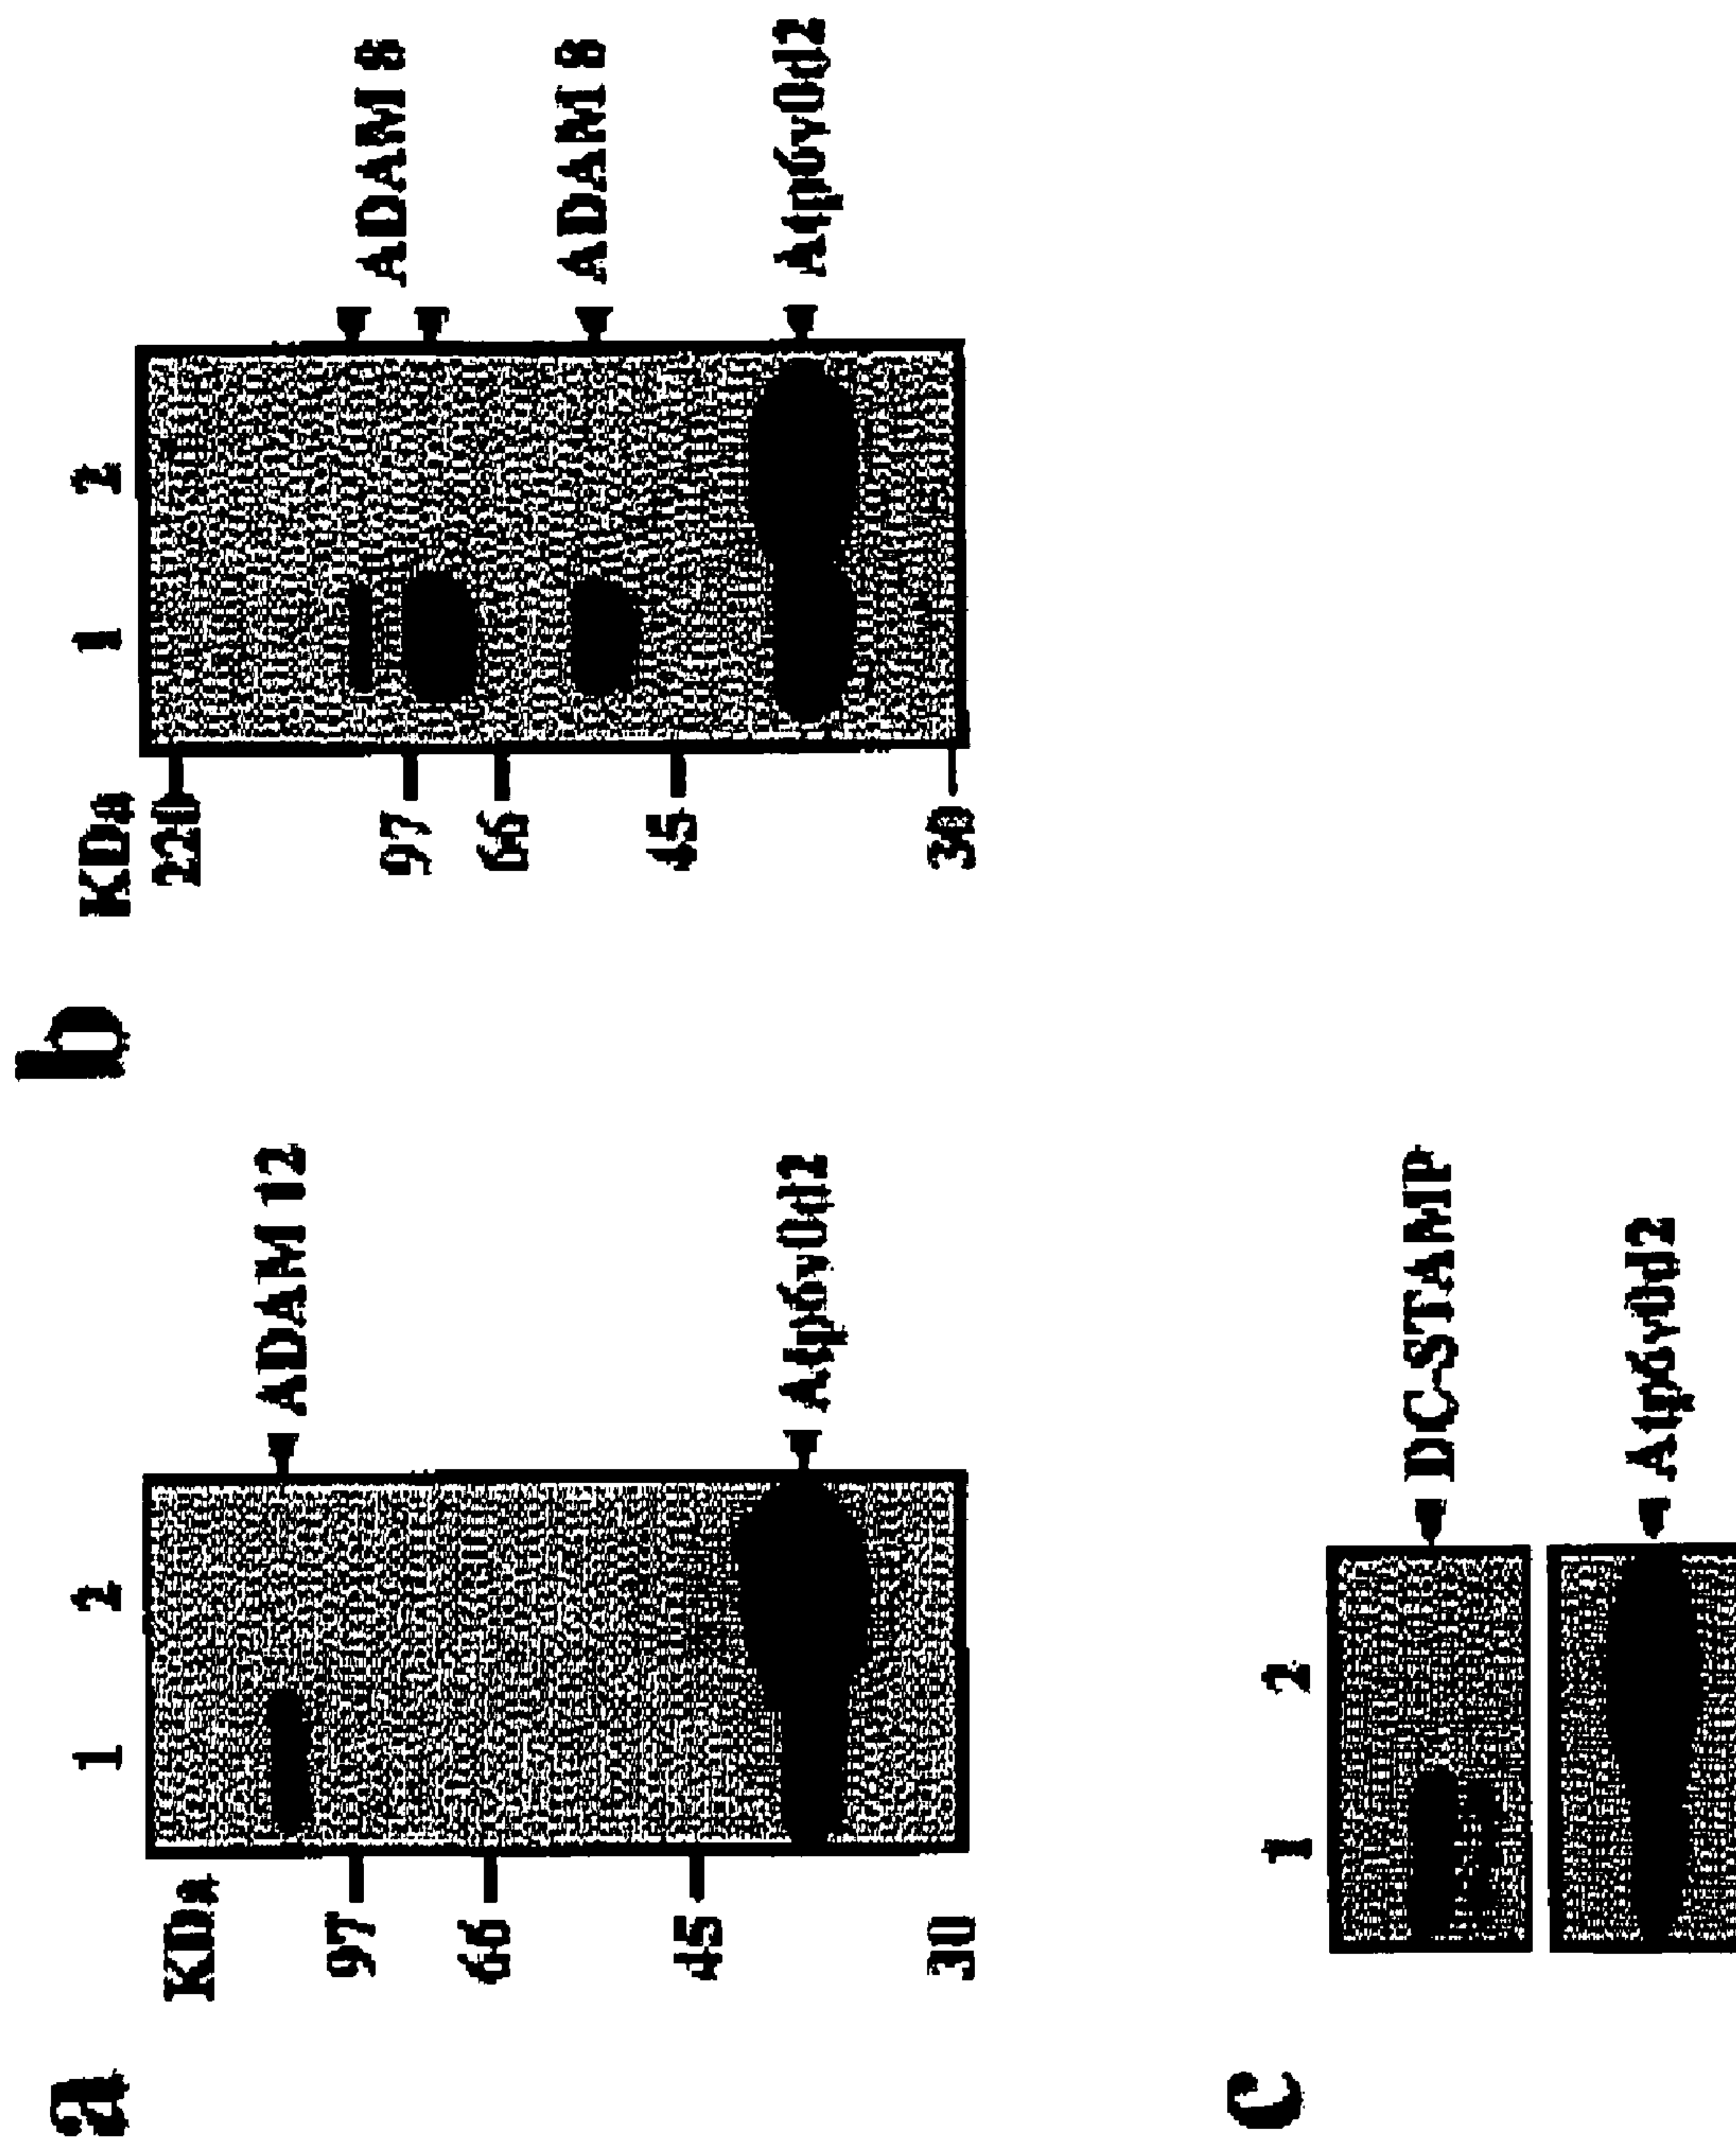 a
KDa
97
66
45
30
1 2
ADAM 12
Atp6v0d2
b
KDa
220
97
66
45
30
1 2
ADAM 8
ADAM 8
Atp6v0d2
c
1 2
DC-STAMP
Atp6v0d2